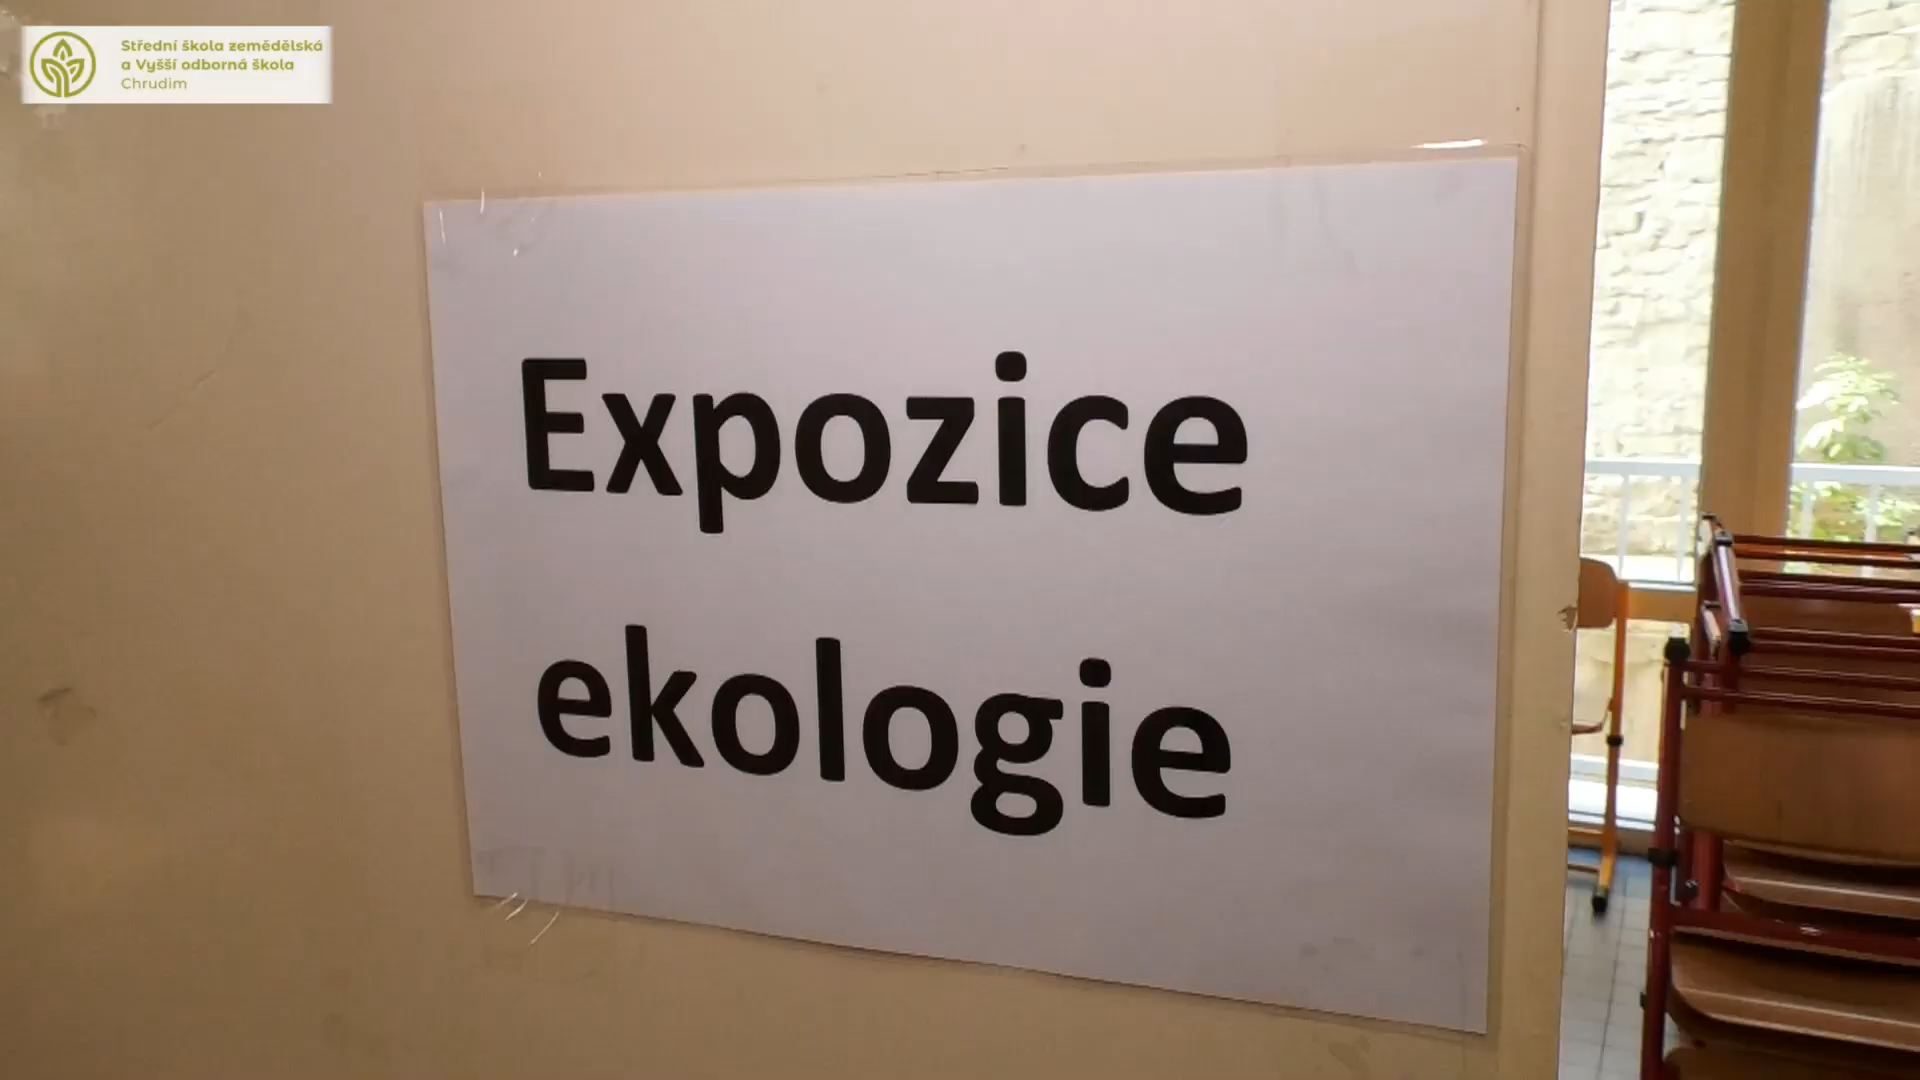 Střední škola zemědělská
a Vyšší odborná škola
Chrudim
Expozice
ekologie